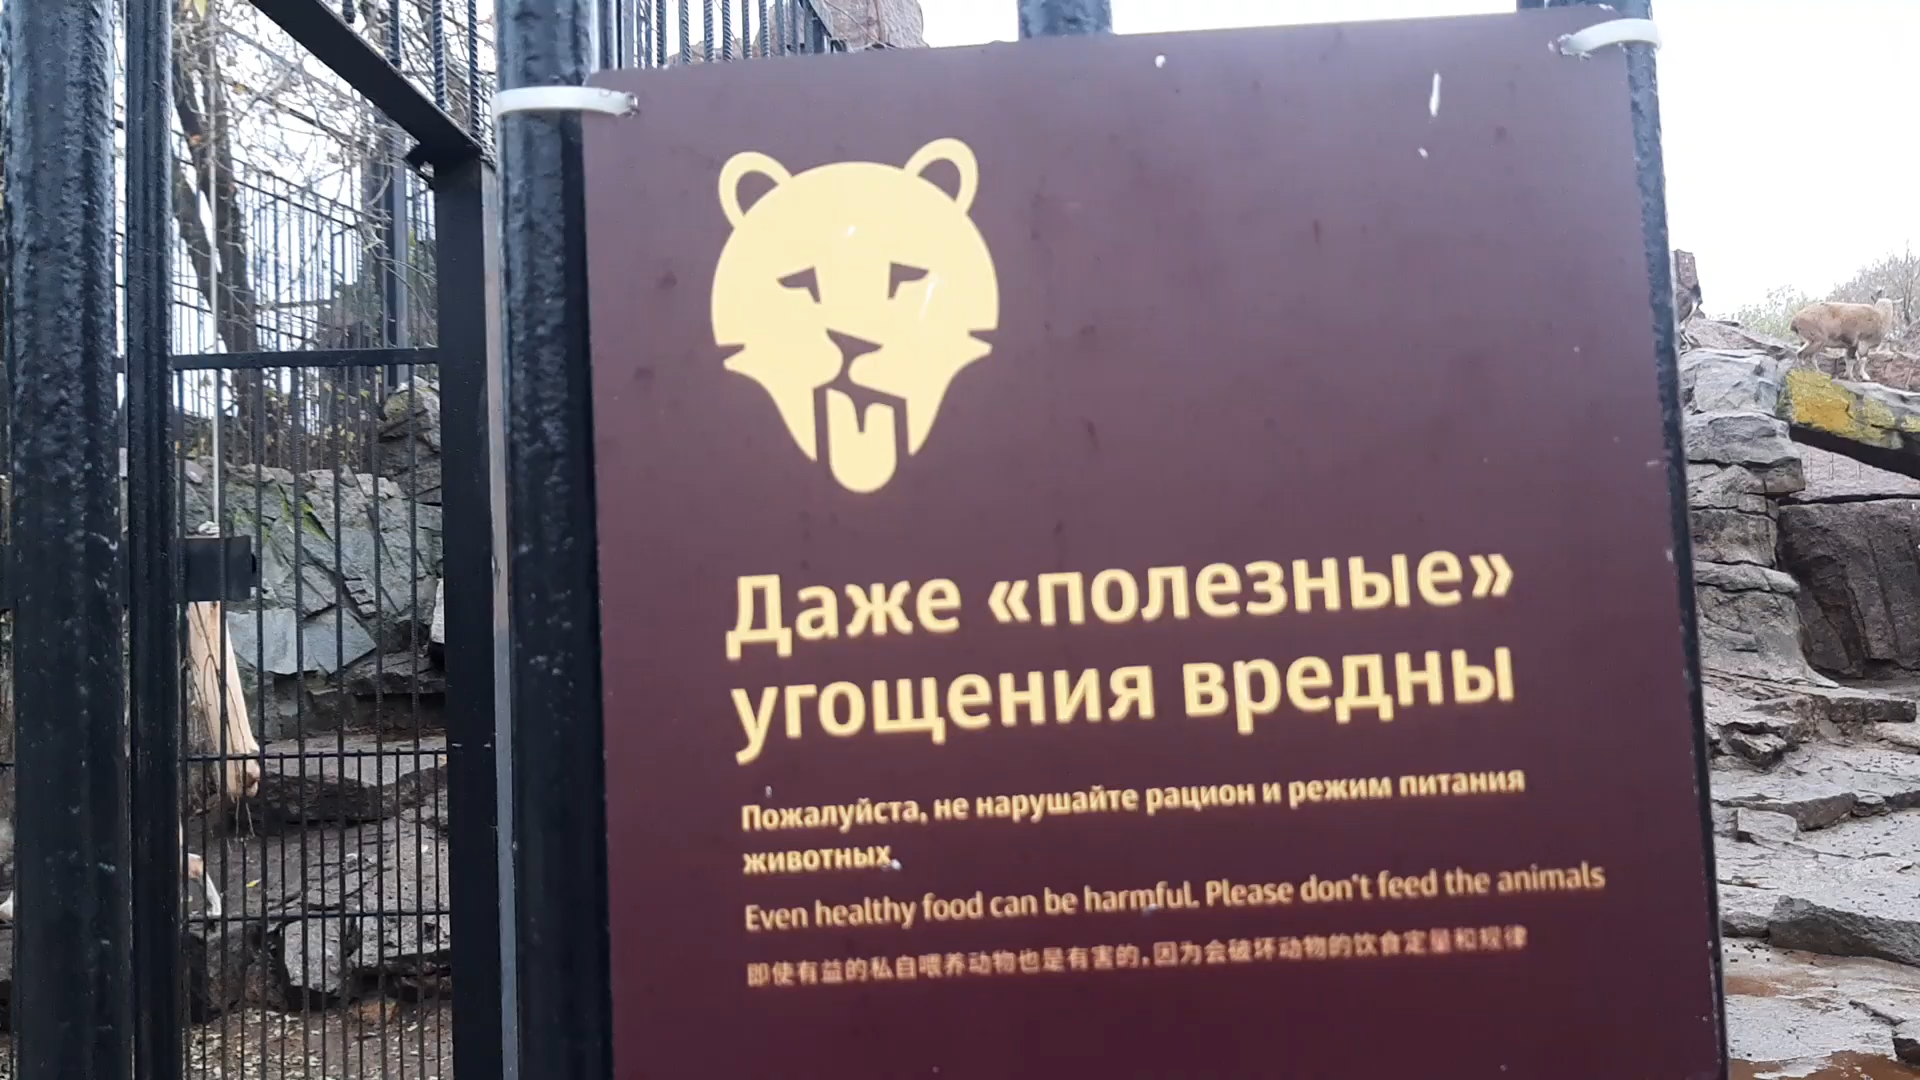 Даже «полезные»
угощения вредны
Пожалуйста, не нарушайте рацион и режим питания
животных.
Even healthy food can be harmful. Please don't feed the animals
即使有益的私自喂养动物也是有害的,因为会破坏动物的饮食定量和规律